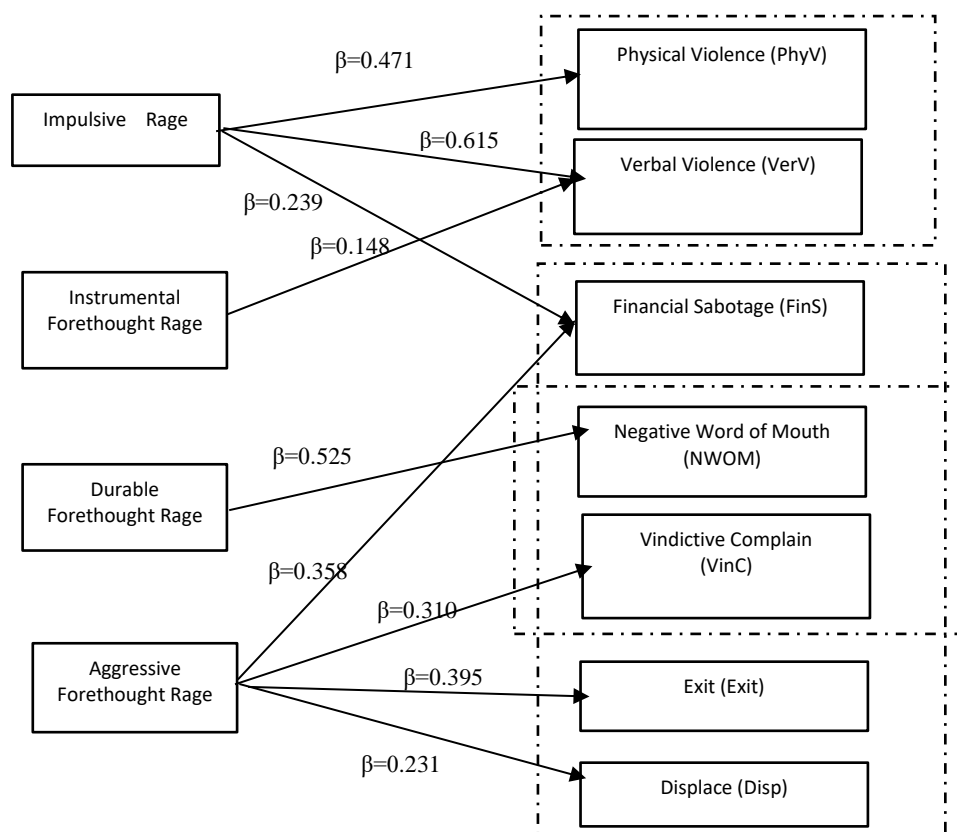 Physical Violence (PhyV)
β=0.471
Impulsive Rage
β=0.615
Verbal Violence (VerV)
β=0.239
β=0.148
Instrumental
Forethought Rage
Financial Sabotage (FinS)
Negative Word of Mouth
(NWOM)
β=0.525
Durable
Forethought Rage
Vindictive Complain
(VinC)
β=0.358
β=0.310
Aggressive
Forethought Rage
β=0.395
Exit (Exit)
β=0.231
Displace (Disp)